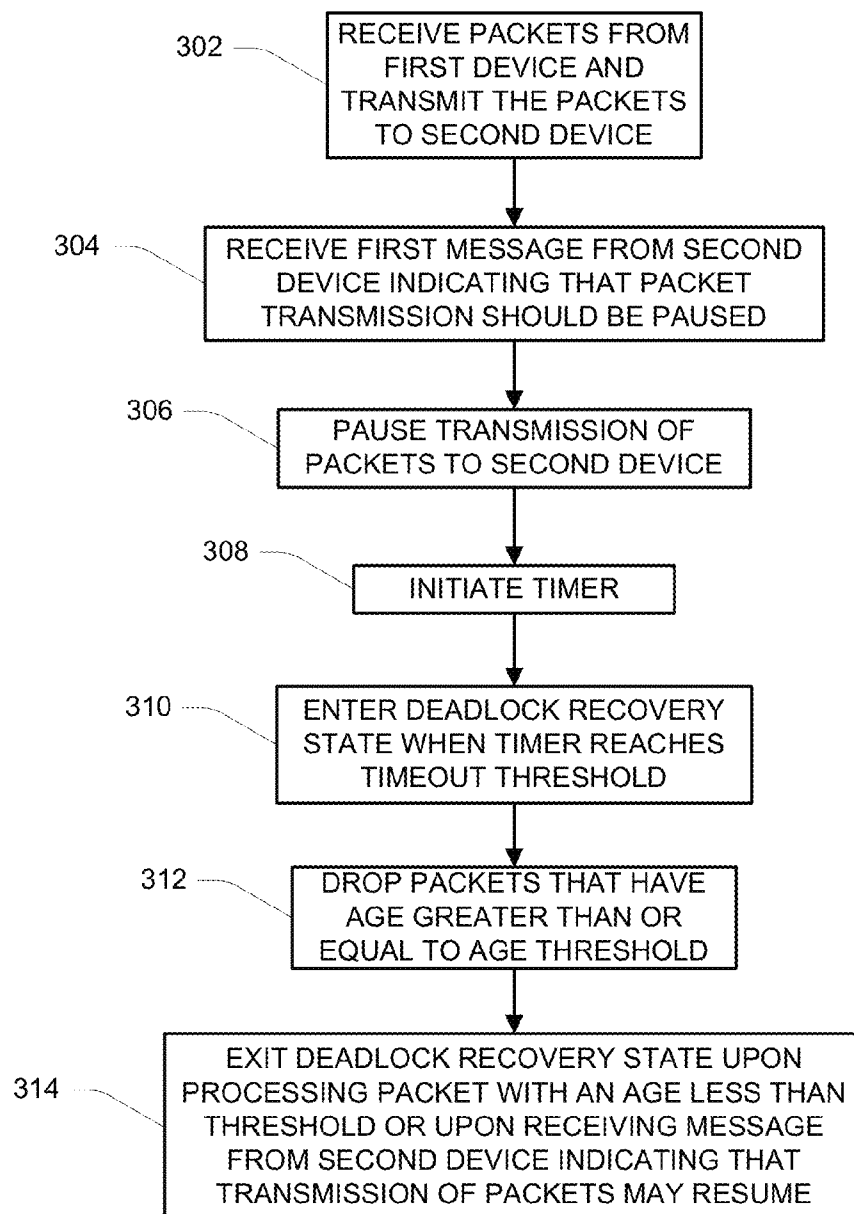 302
RECEIVE PACKETS FROM
FIRST DEVICE AND
TRANSMIT THE PACKETS
TO SECOND DEVICE
304
RECEIVE FIRST MESSAGE FROM SECOND
DEVICE INDICATING THAT PACKET
TRANSMISSION SHOULD BE PAUSED
306
PAUSE TRANSMISSION OF
PACKETS TO SECOND DEVICE
308
INITIATE TIMER
310
ENTER DEADLOCK RECOVERY
STATE WHEN TIMER REACHES
TIMEOUT THRESHOLD
312
DROP PACKETS THAT HAVE
AGE GREATER THAN OR
EQUAL TO AGE THRESHOLD
314
EXIT DEADLOCK RECOVERY STATE UPON
PROCESSING PACKET WITH AN AGE LESS THAN
THRESHOLD OR UPON RECEIVING MESSAGE
FROM SECOND DEVICE INDICATING THAT
TRANSMISSION OF PACKETS MAY RESUME